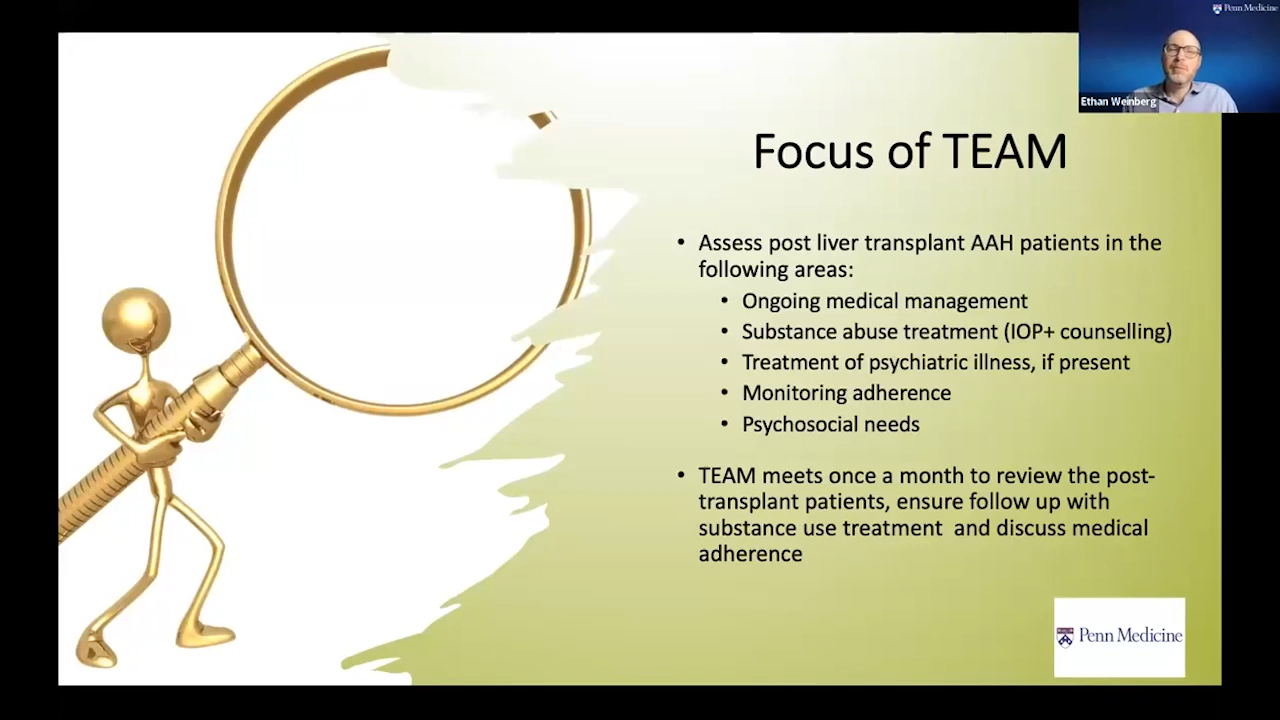 Penn Medicine
Ethan Weinberg
Focus of TEAM
• Assess post liver transplant AAH patients in the
following areas:
• Ongoing medical management
• Substance abuse treatment (IOP+ counselling)
• Treatment of psychiatric illness, if present
• Monitoring adherence
• Psychosocial needs
• TEAM meets once a month to review the post-
transplant patients, ensure follow up with
substance use treatment  and discuss medical
adherence
Penn Medicine